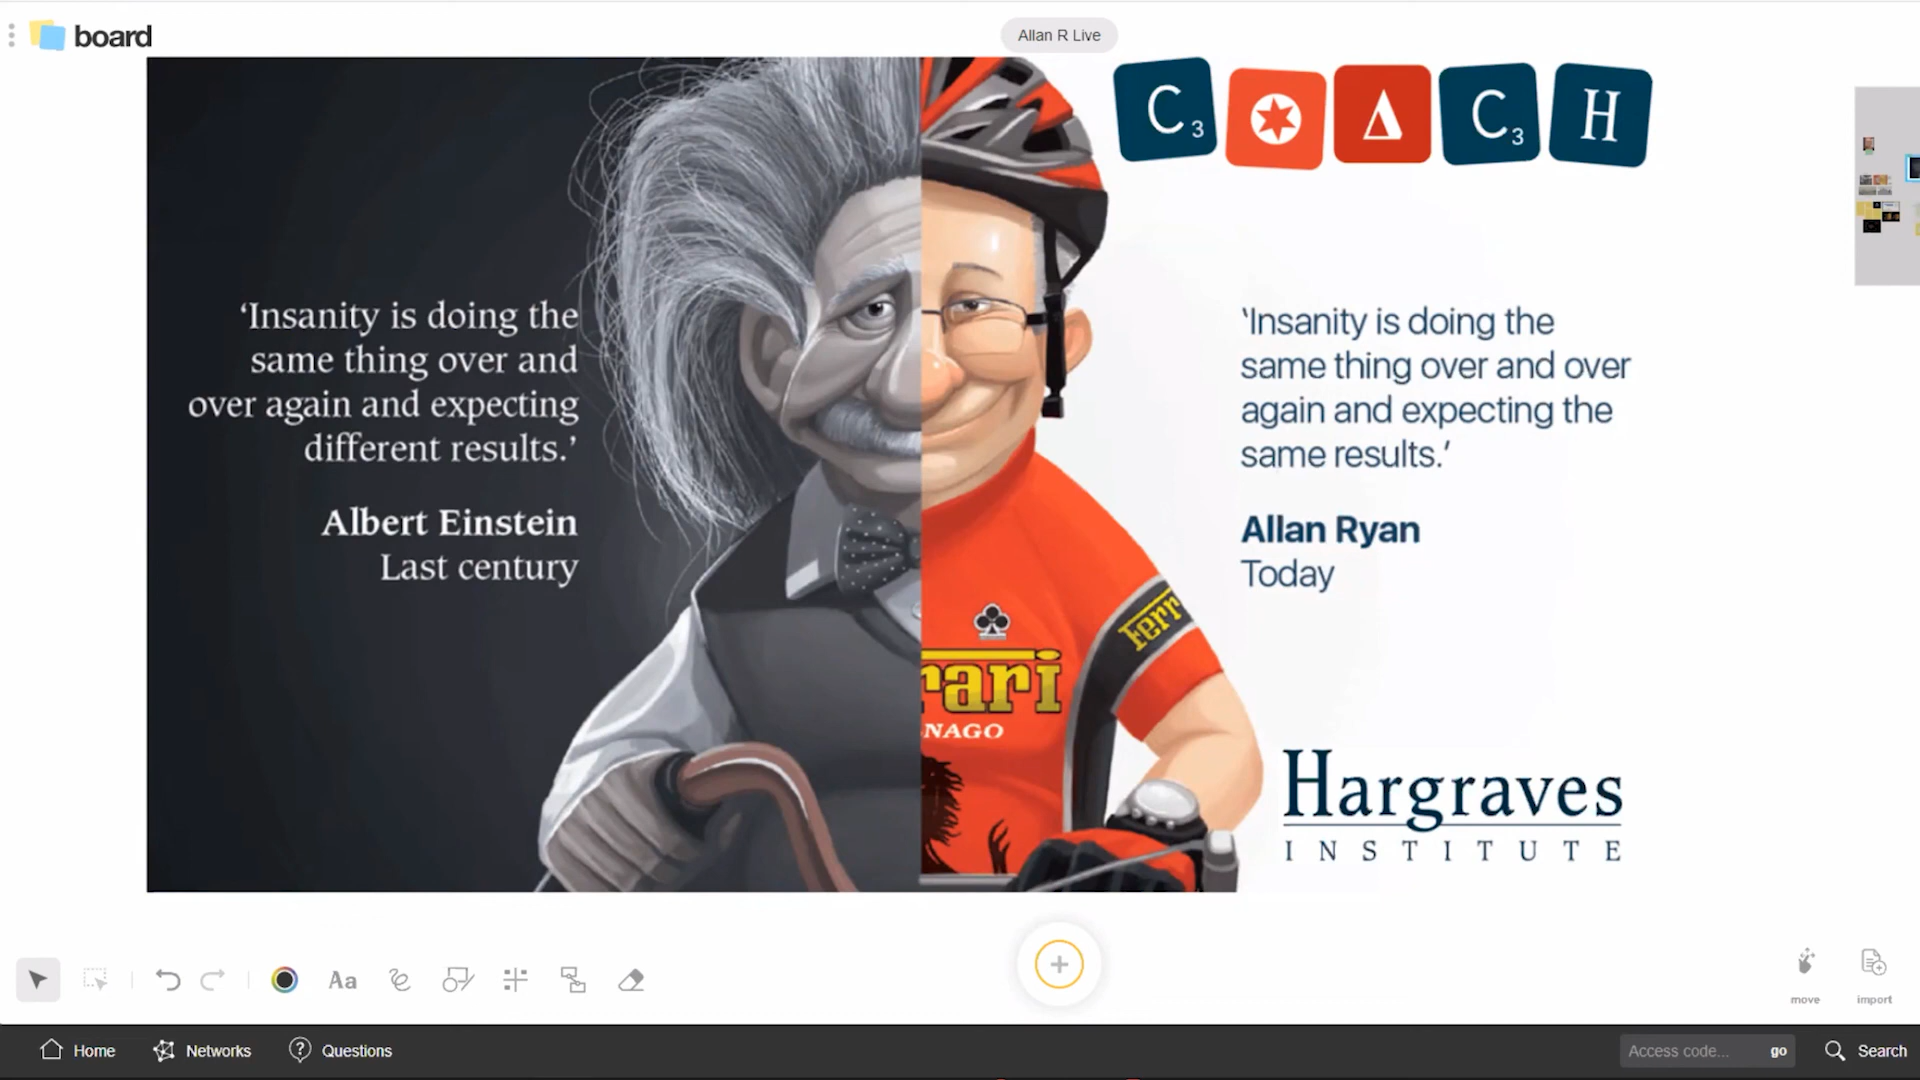 board
Allan R Live
C3 A C3 H
‘Insanity is doing the
same thing over and
over again and expecting
different results.’
Albert Einstein
Last century
‘Insanity is doing the
same thing over and over
again and expecting the
same results.’
Allan Ryan
Today
Ferr
rari
NAGO
Hargraves
INSTITUTE
Aa
move
import
Home
Networks
Questions
Access code...
go
Search